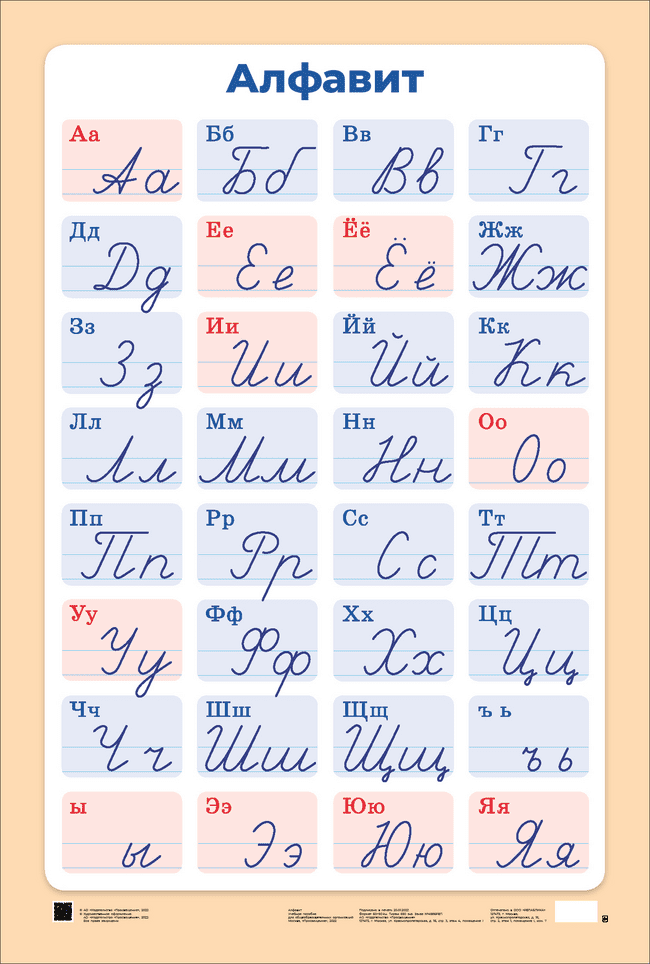 Алфавит
Аа Бб Вв Гг
Аа Бб Вв Гг
Дд Ее Ёё Жж
Дд Ее Ёё Жж
Зз Ии Йй Кк
Зз Ии Йй Кк
Лл Мм Нн Оо
Лл Мм Нн Оо
Пп Рр Сс Тт
Пп Рр Сс Тт
Уу Фф Хх Цц
Уу Фф Хх Цц
Чч Шш Щщ ъ ь
Чч Шш Щщ ъ ь
ы Ээ Юю Яя
ы Ээ Юю Яя